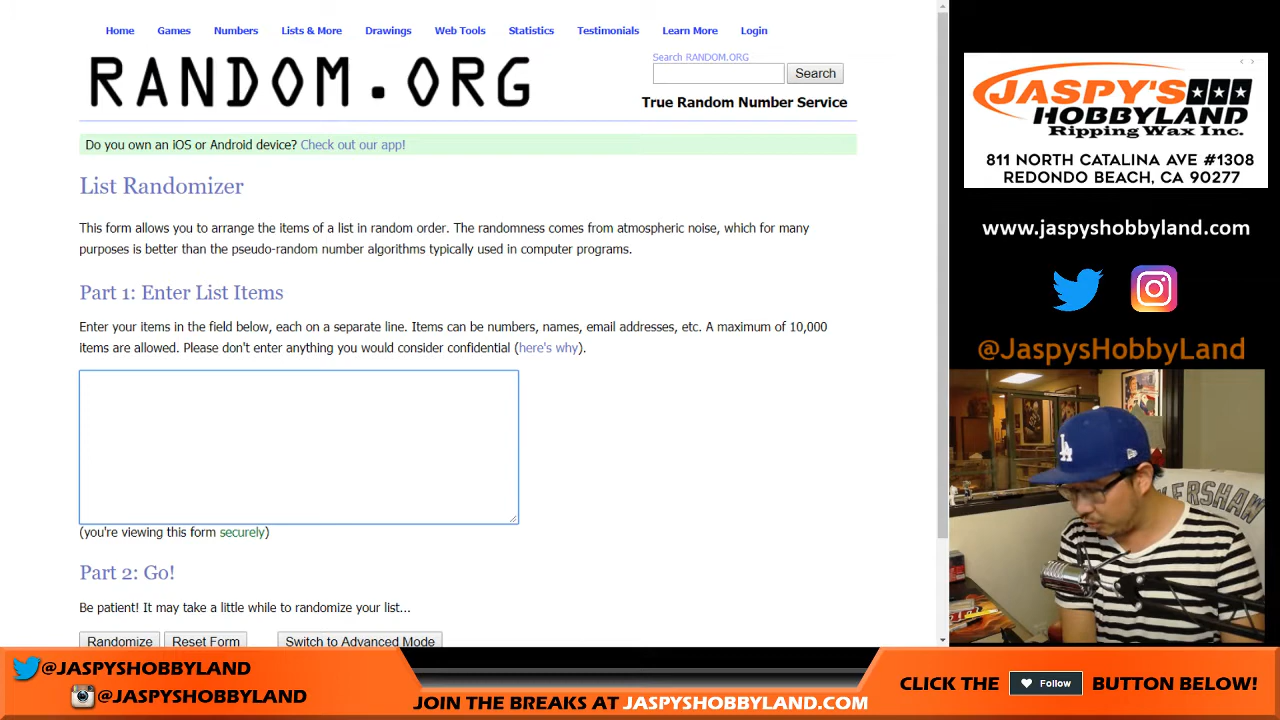 Home Games Numbers Lists & More Drawings Web Tools Statistics Testimonials Learn More Login
RANDOM.ORG
Search RANDOM.ORG
Search
True Random Number Service
Do you own an iOS or Android device? Check out our app!
List Randomizer
This form allows you to arrange the items of a list in random order. The randomness comes from atmospheric noise, which for many
purposes is better than the pseudo-random number algorithms typically used in computer programs.
Part 1: Enter List Items
Enter your items in the field below, each on a separate line. Items can be numbers, names, email addresses, etc. A maximum of 10,000
items are allowed. Please don't enter anything you would consider confidential (here's why).
(you're viewing this form securely)
Part 2: Go!
Be patient! It may take a little while to randomize your list...
Randomize Reset Form Switch to Advanced Mode
JASPY'S
HOBBYLAND
Ripping Wax Inc.
811 NORTH CATALINA AVE #1308
REDONDO BEACH, CA 90277
www.jaspyshobbyland.com
@JaspysHobbyLand
LA
ERSHAW
@JASPYSHOBBYLAND
@JASPYSHOBBYLAND
JOIN THE BREAKS AT JASPYSHOBBYLAND.COM
CLICK THE Follow BUTTON BELOW!